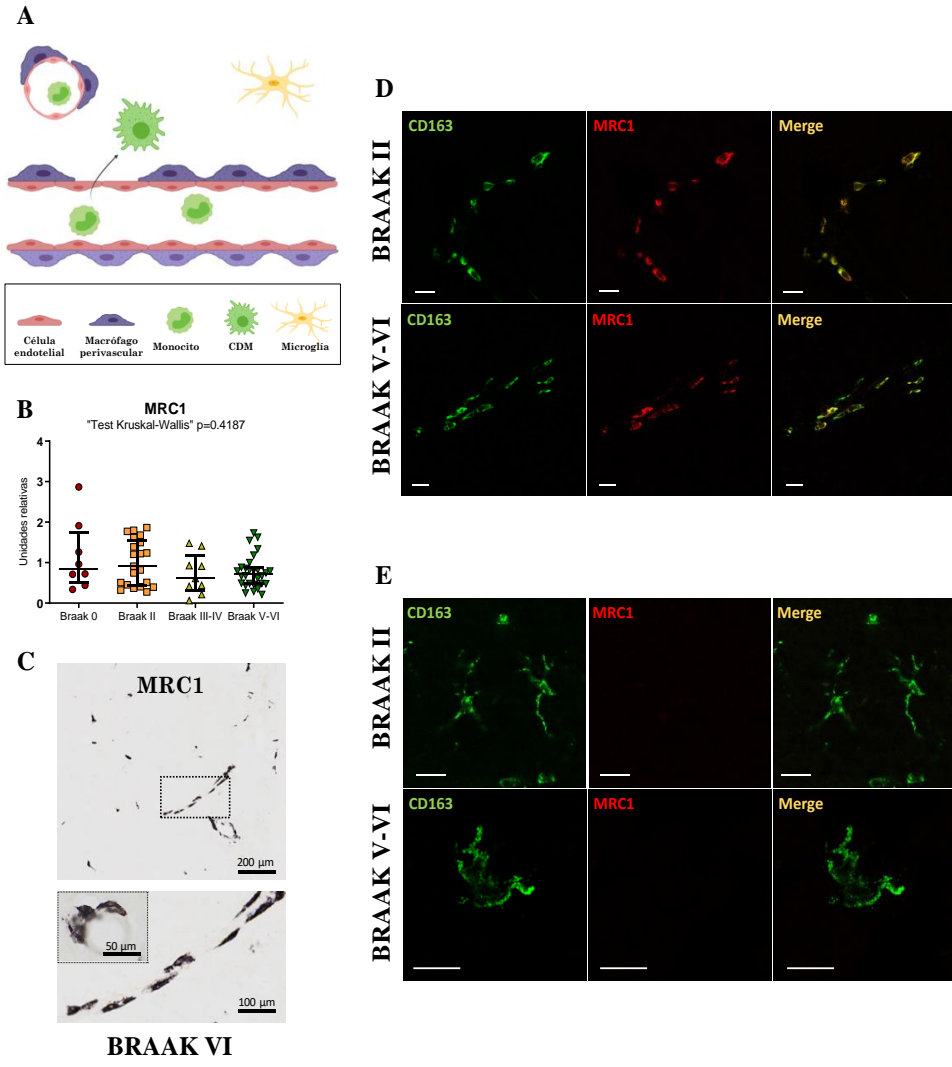 A
Célula
endotelial
Macrófago
perivascular
Monocito
CDM
Microglía
B
MRC1
"Test Kruskal-Wallis" p=0.4187
Unidades relativas
4
3
2
1
0
Braak 0
Braak II
Braak III-IV
Braak V-VI
C
MRC1
200 µm
50 µm
100 µm
BRAAK VI
D
BRAAK II
CD163
MRC1
Merge
BRAAK V-VI
CD163
MRC1
Merge
E
BRAAK II
CD163
MRC1
Merge
BRAAK V-VI
CD163
MRC1
Merge